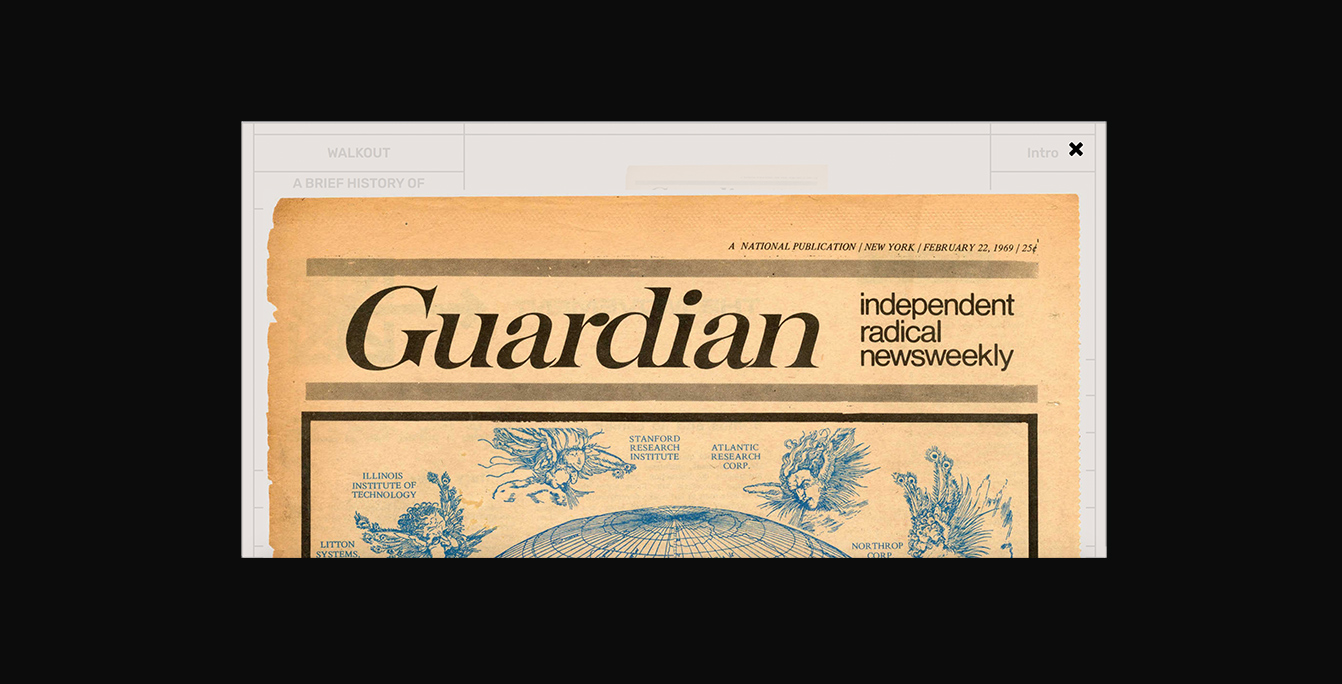 WALKOUT
Intro
A BRIEF HISTORY OF
A NATIONAL PUBLICATION / NEW YORK / FEBRUARY 22, 1969 / 25¢
Guardian
independent
radical
newsweekly
STANFORD
RESEARCH
INSTITUTE
ATLANTIC
RESEARCH
CORP.
ILLINOIS
INSTITUTE OF
TECHNOLOGY
LITTON
SYSTEMS,
NORTHROP
CORP